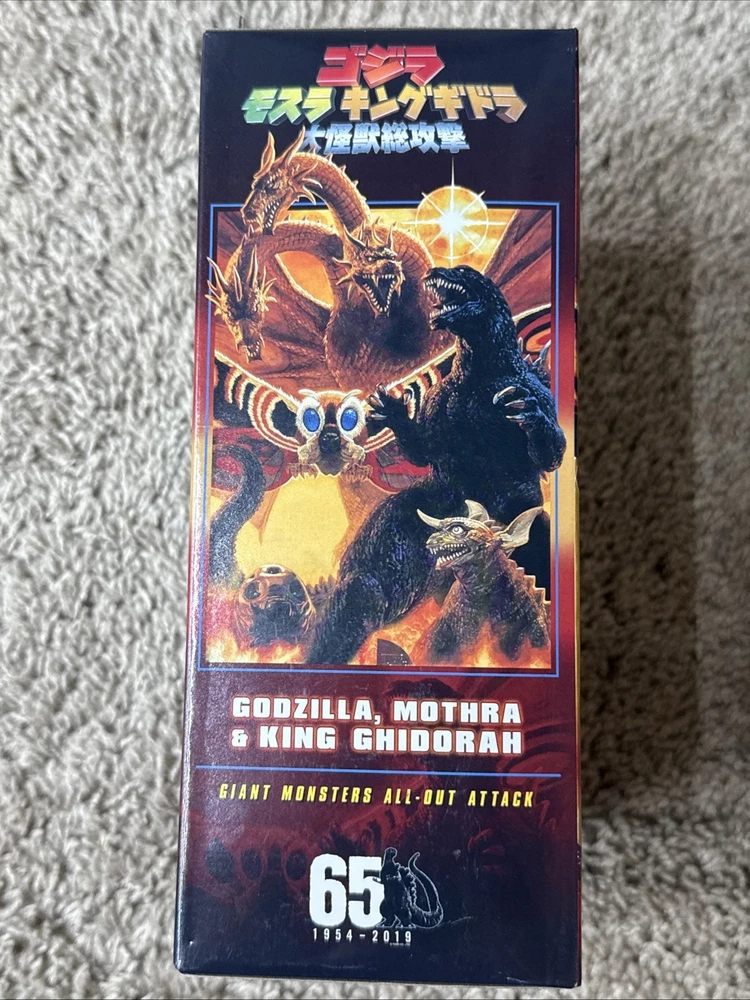 ゴジラ
モスラ キングギドラ
大怪獣総攻撃
GODZILLA, MOTHRA
& KING GHIDORAH
GIANT MONSTERS ALL-OUT ATTACK
65
1954-2019